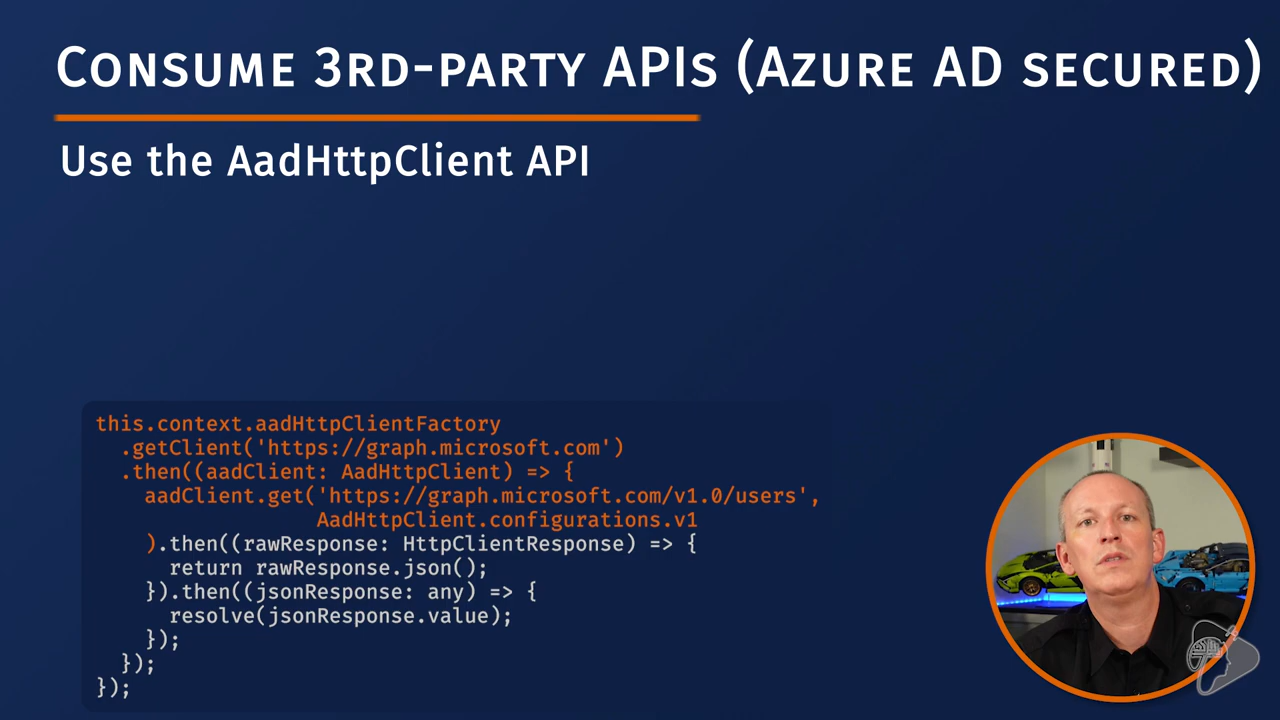 CONSUME 3RD-PARTY APIS (AZURE AD SECURED)
Use the AadHttpClient API
this.context.aadHttpClientFactory
.getClient('https://graph.microsoft.com')
.then((aadClient: AadHttpClient) => {
aadClient.get('https://graph.microsoft.com/v1.0/users',
AadHttpClient.configurations.v1
).then((rawResponse: HttpClientResponse) => {
return rawResponse.json();
}).then((jsonResponse: any) => {
resolve(jsonResponse.value);
});
});
});